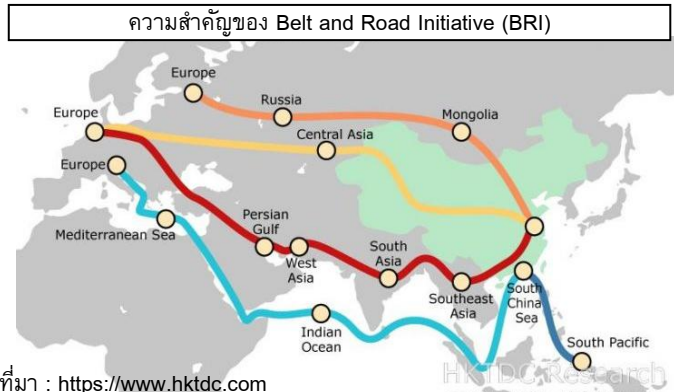 ความสำคัญของ Belt and Road Initiative (BRI)
Europe
Russia
Mongolia
Europe
Central Asia
Europe
Mediterranean Sea
Persian
Gulf
West
Asia
South
Asia
Southeast
Asia
South
China
Sea
Indian
Ocean
South Pacific
HKTDC Research
ที่มา : https://www.hktdc.com